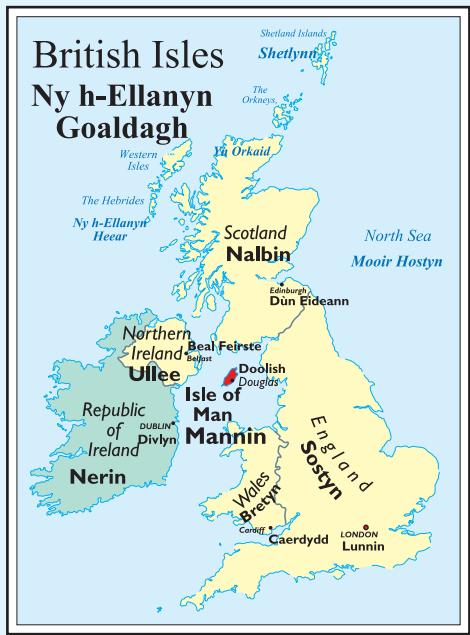 British Isles
Ny h-Ellanyn
Goaldagh
Shetland Islands
Shetlynn
The
Orkneys,
Yn Orkaid
Western
Isles
The Hebrides
Ny h-Ellanyn
Heear
Scotland
Nalbin
North Sea
Mooir Hostyn
Edinburgh
Dùn Eideann
Northern
Ireland
Ullee
Beal Feirste
Belfast
Doolish
Douglas
Isle of
Man
Mannin
Republic
of
Ireland
Nerin
DUBLIN
Divlyn
England
Sostyn
Wales
Bretyn
Cardiff
Caerdydd
LONDON
Lunnin